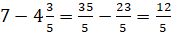 7 − 4 3/5 = 35/5 − 23/5 = 12/5